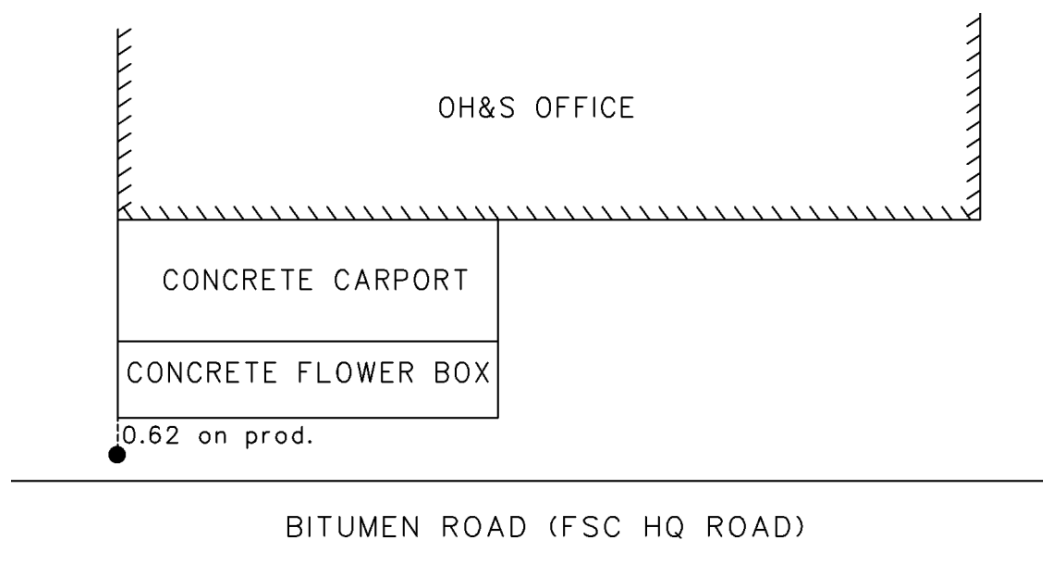 OH&S OFFICE
CONCRETE CARPORT
CONCRETE FLOWER BOX
0.62 on prod.
BITUMEN ROAD (FSC HQ ROAD)